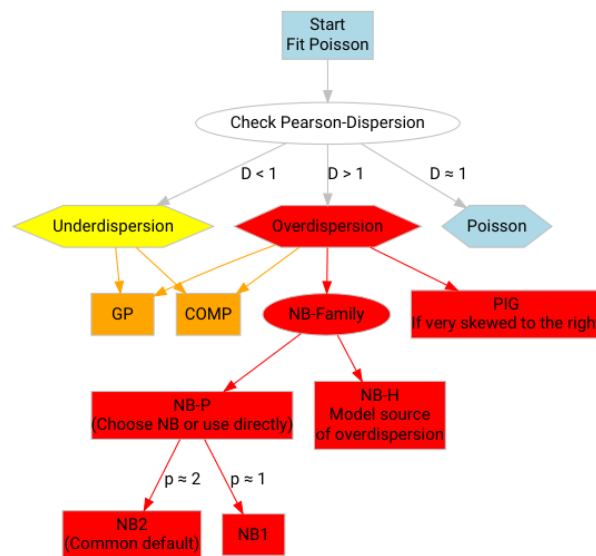 Start
Fit Poisson
Check Pearson-Dispersion
D < 1
D > 1
D ≈ 1
Underdispersion
Overdispersion
Poisson
GP
COMP
NB-Family
PIG
If very skewed to the right
NB-P
(Choose NB or use directly)
NB-H
Model source
of overdispersion
p ≈ 2
p ≈ 1
NB2
(Common default)
NB1